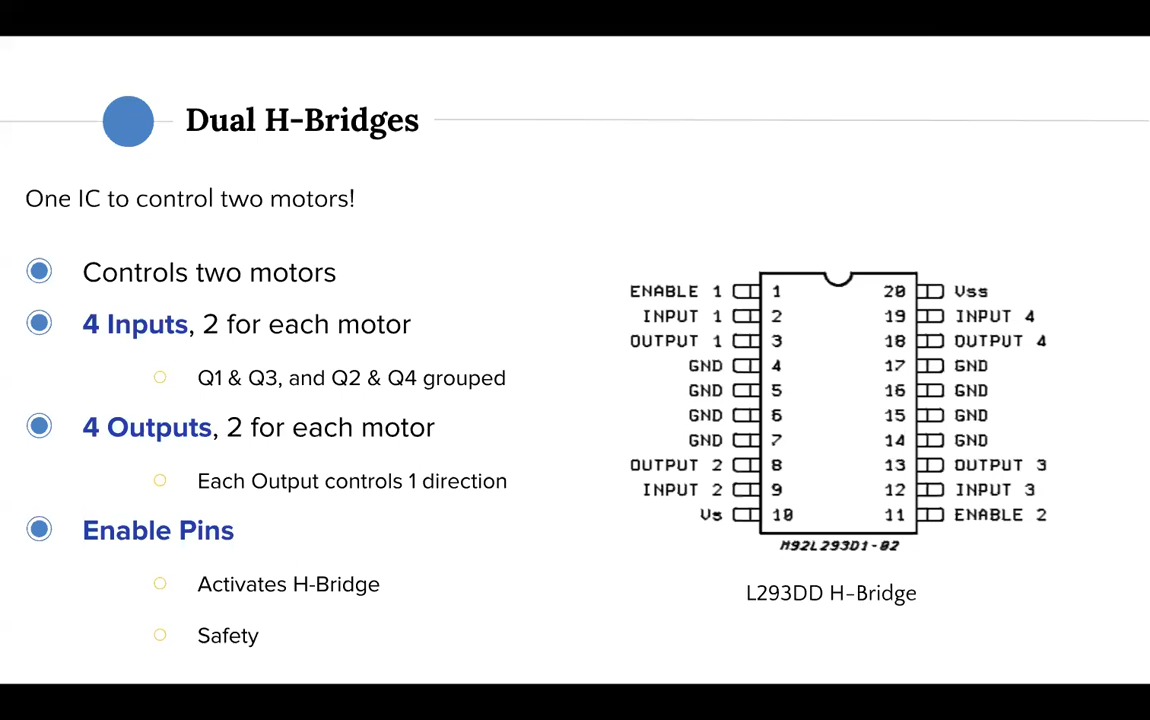 Dual H-Bridges
One IC to control two motors!
Controls two motors
4 Inputs, 2 for each motor
Q1 & Q3, and Q2 & Q4 grouped
4 Outputs, 2 for each motor
Each Output controls 1 direction
Enable Pins
Activates H-Bridge
Safety
ENABLE 1 1 20 Vss
INPUT 1 2 19 INPUT 4
OUTPUT 1 3 18 OUTPUT 4
GND 4 17 GND
GND 5 16 GND
GND 6 15 GND
GND 7 14 GND
OUTPUT 2 8 13 OUTPUT 3
INPUT 2 9 12 INPUT 3
Vs 10 11 ENABLE 2
M92L293D1-02
L293DD H-Bridge